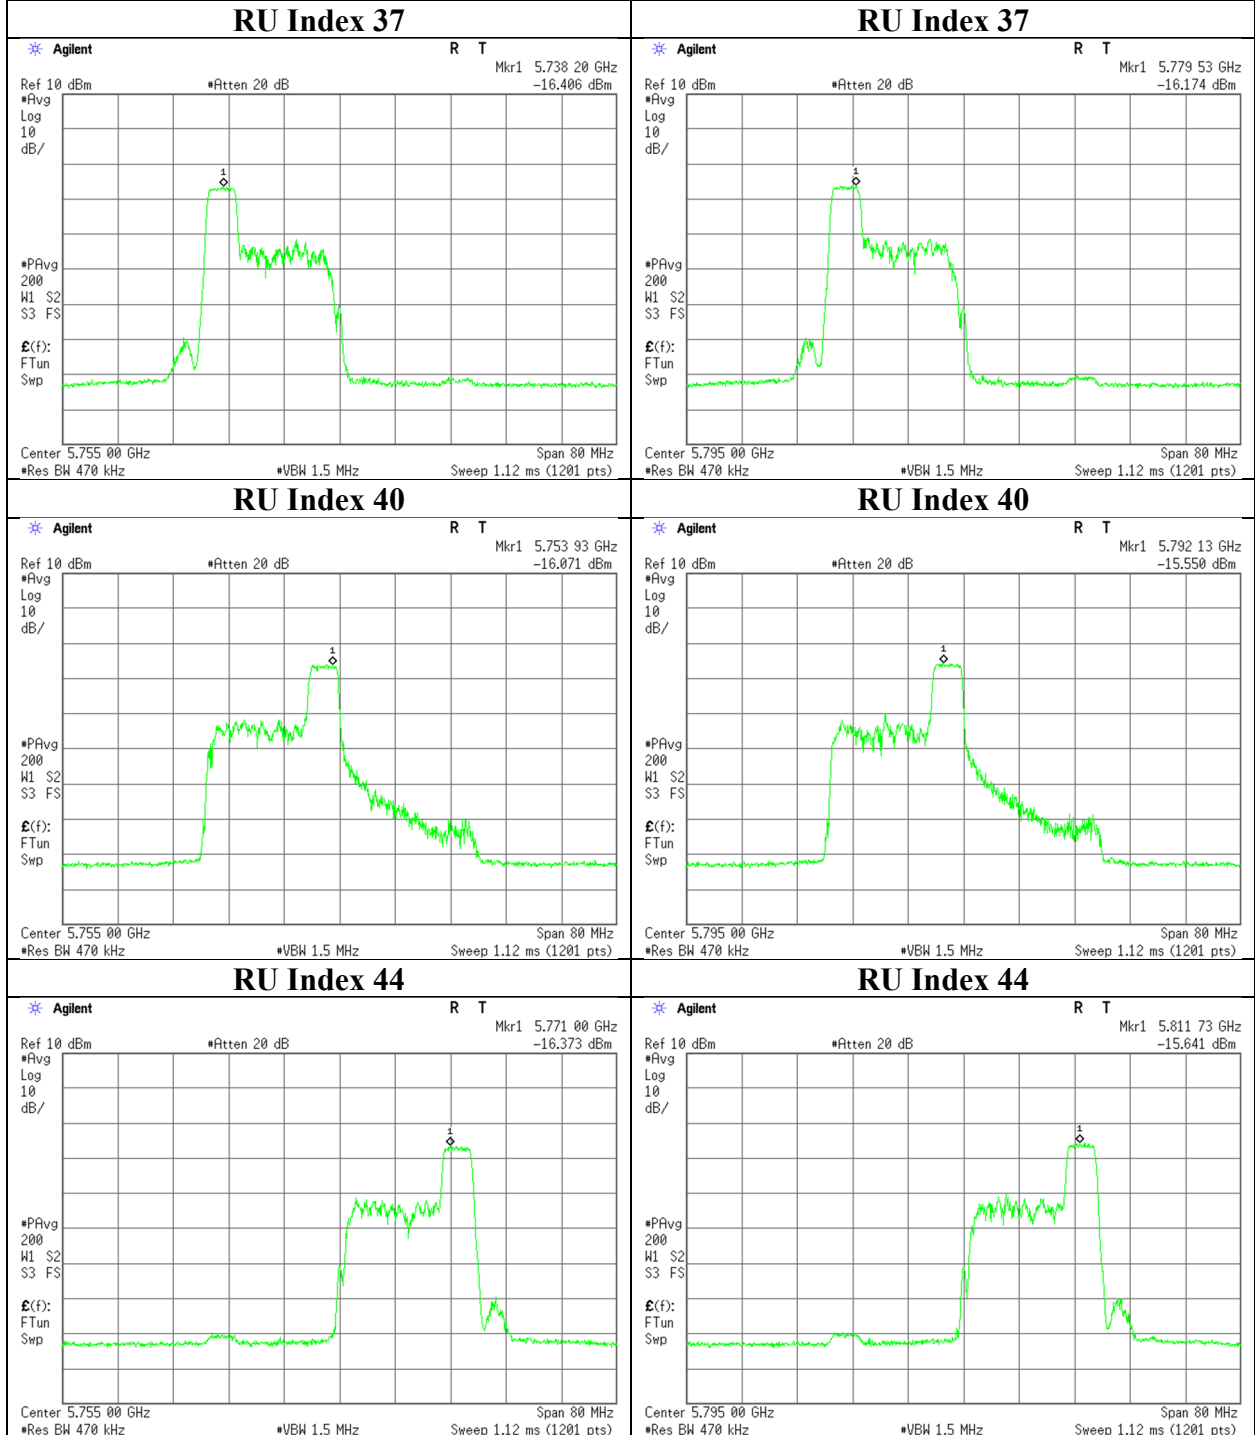 RU Index 37
Agilent
R T
Mkr1 5.738 20 GHz
Ref 10 dBm #Atten 20 dB -16.406 dBm
#Avg
Log
10
dB/
1
#PAvg
200
W1 S2
S3 FS
£(f):
FTun
Swp
Center 5.755 00 GHz Span 80 MHz
#Res BW 470 kHz #VBW 1.5 MHz Sweep 1.12 ms (1201 pts)
RU Index 37
Agilent
R T
Mkr1 5.779 53 GHz
Ref 10 dBm #Atten 20 dB -16.174 dBm
#Avg
Log
10
dB/
1
#PAvg
200
W1 S2
S3 FS
£(f):
FTun
Swp
Center 5.795 00 GHz Span 80 MHz
#Res BW 470 kHz #VBW 1.5 MHz Sweep 1.12 ms (1201 pts)
RU Index 40
Agilent
R T
Mkr1 5.753 93 GHz
Ref 10 dBm #Atten 20 dB -16.071 dBm
#Avg
Log
10
dB/
1
#PAvg
200
W1 S2
S3 FS
£(f):
FTun
Swp
Center 5.755 00 GHz Span 80 MHz
#Res BW 470 kHz #VBW 1.5 MHz Sweep 1.12 ms (1201 pts)
RU Index 40
Agilent
R T
Mkr1 5.792 13 GHz
Ref 10 dBm #Atten 20 dB -15.550 dBm
#Avg
Log
10
dB/
1
#PAvg
200
W1 S2
S3 FS
£(f):
FTun
Swp
Center 5.795 00 GHz Span 80 MHz
#Res BW 470 kHz #VBW 1.5 MHz Sweep 1.12 ms (1201 pts)
RU Index 44
Agilent
R T
Mkr1 5.771 00 GHz
Ref 10 dBm #Atten 20 dB -16.373 dBm
#Avg
Log
10
dB/
1
#PAvg
200
W1 S2
S3 FS
£(f):
FTun
Swp
Center 5.755 00 GHz Span 80 MHz
#Res BW 470 kHz #VBW 1.5 MHz Sweep 1.12 ms (1201 pts)
RU Index 44
Agilent
R T
Mkr1 5.811 73 GHz
Ref 10 dBm #Atten 20 dB -15.641 dBm
#Avg
Log
10
dB/
1
#PAvg
200
W1 S2
S3 FS
£(f):
FTun
Swp
Center 5.795 00 GHz Span 80 MHz
#Res BW 470 kHz #VBW 1.5 MHz Sweep 1.12 ms (1201 pts)